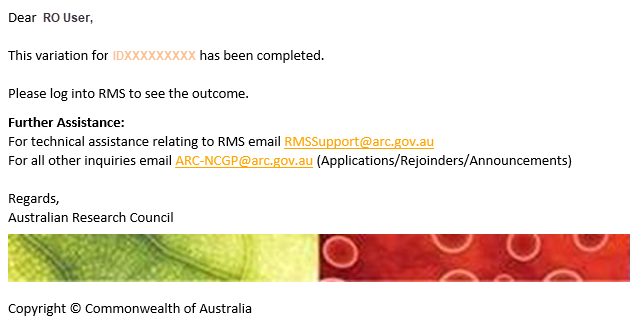 Dear RO User,
This variation for IDXXXXXXXXX has been completed.
Please log into RMS to see the outcome.
Further Assistance:
For technical assistance relating to RMS email RMSSupport@arc.gov.au
For all other inquiries email ARC-NCGP@arc.gov.au (Applications/Rejoinders/Announcements)
Regards,
Australian Research Council
Copyright © Commonwealth of Australia